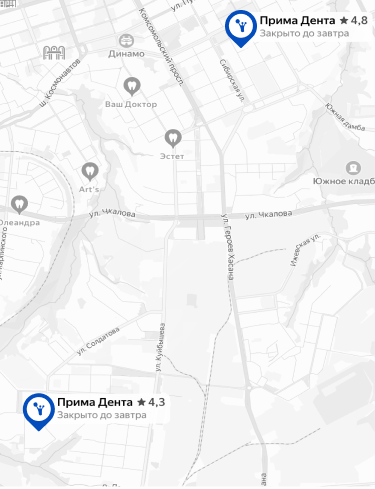 ул. Пу
Прима Дента ★ 4,8
Закрыто до завтра
Комсомольский просп.
Динамо
ш. Космонавтов
Сибирская ул.
Ваш Доктор
Южная дамба
Эстет
Южное кладб
Art's
Олеандра
ул. Чкалова
ул. Чкалова
ул. Героев Хасана
Ижевская ул.
ул. Солдатова
ул. Куйбышева
Прима Дента ★ 4,3
Закрыто до завтра